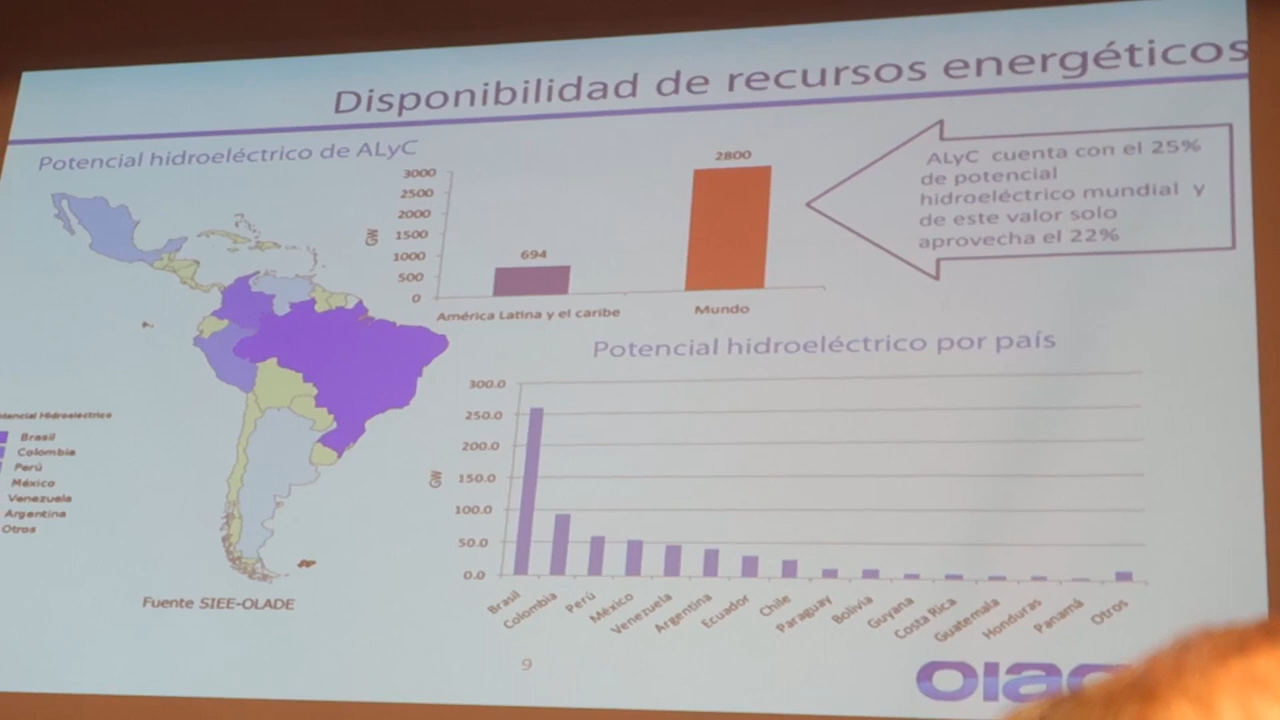 Disponibilidad de recursos energéticos
Potencial hidroeléctrico de ALyC
3000
2500
2000
1500
1000
500
0
GW
694
2800
América Latina y el caribe
Mundo
ALyC cuenta con el 25%
de potencial
hidroeléctrico mundial y
de este valor solo
aprovecha el 22%
Potencial hidroeléctrico por país
300.0
250.0
200.0
150.0
100.0
50.0
0.0
GW
Brasil
Colombia
Perú
México
Venezuela
Argentina
Ecuador
Chile
Paraguay
Bolivia
Guyana
Costa Rica
Guatemala
Honduras
Panamá
Otros
tencial Hidroeléctrico
Brasil
Colombia
Perú
México
Venezuela
Argentina
Otros
Fuente SIEE-OLADE
9